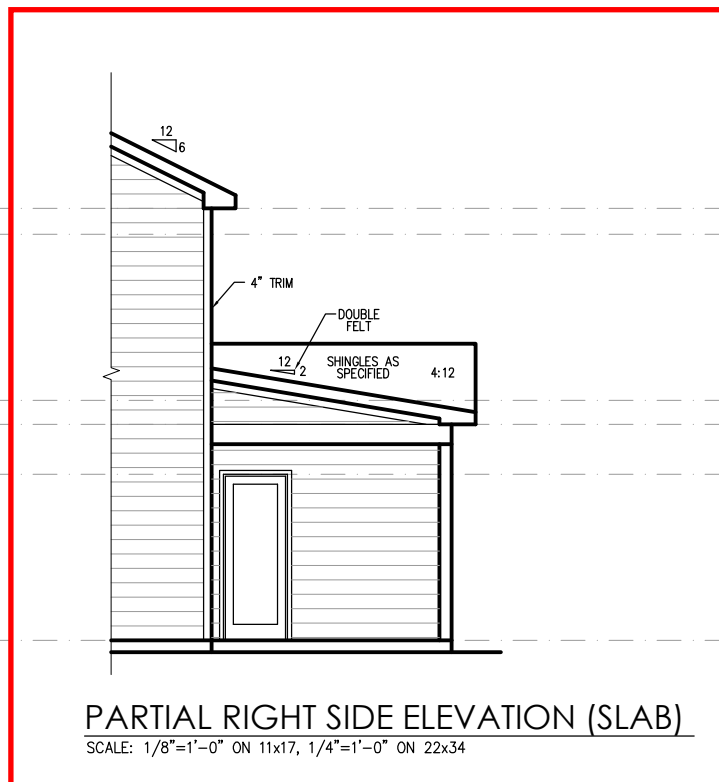 12
6
4" TRIM
DOUBLE
FELT
12
2
SHINGLES AS
SPECIFIED
4:12
PARTIAL RIGHT SIDE ELEVATION (SLAB)
SCALE: 1/8"=1'-0" ON 11x17, 1/4"=1'-0" ON 22x34